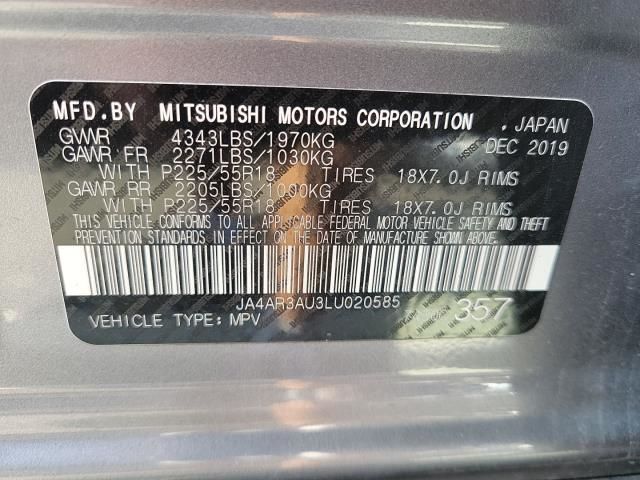 MFD.BY MITSUBISHI MOTORS CORPORATION . JAPAN
GVWR 4343LBS/1970KG DEC 2019
GAWR FR 2271LBS/1030KG
WITH P225/55R18 TIRES 18X7.0J RIMS
GAWR RR 2205LBS/1000KG
WITH P225/55R18 TIRES 18X7.0J RIMS
THIS VEHICLE CONFORMS TO ALL APPLICABLE FEDERAL MOTOR VEHICLE SAFETY AND THEFT
PREVENTION STANDARDS IN EFFECT ON THE DATE OF MANUFACTURE SHOWN ABOVE.
JA4AR3AU3LU020585
357
VEHICLE TYPE: MPV